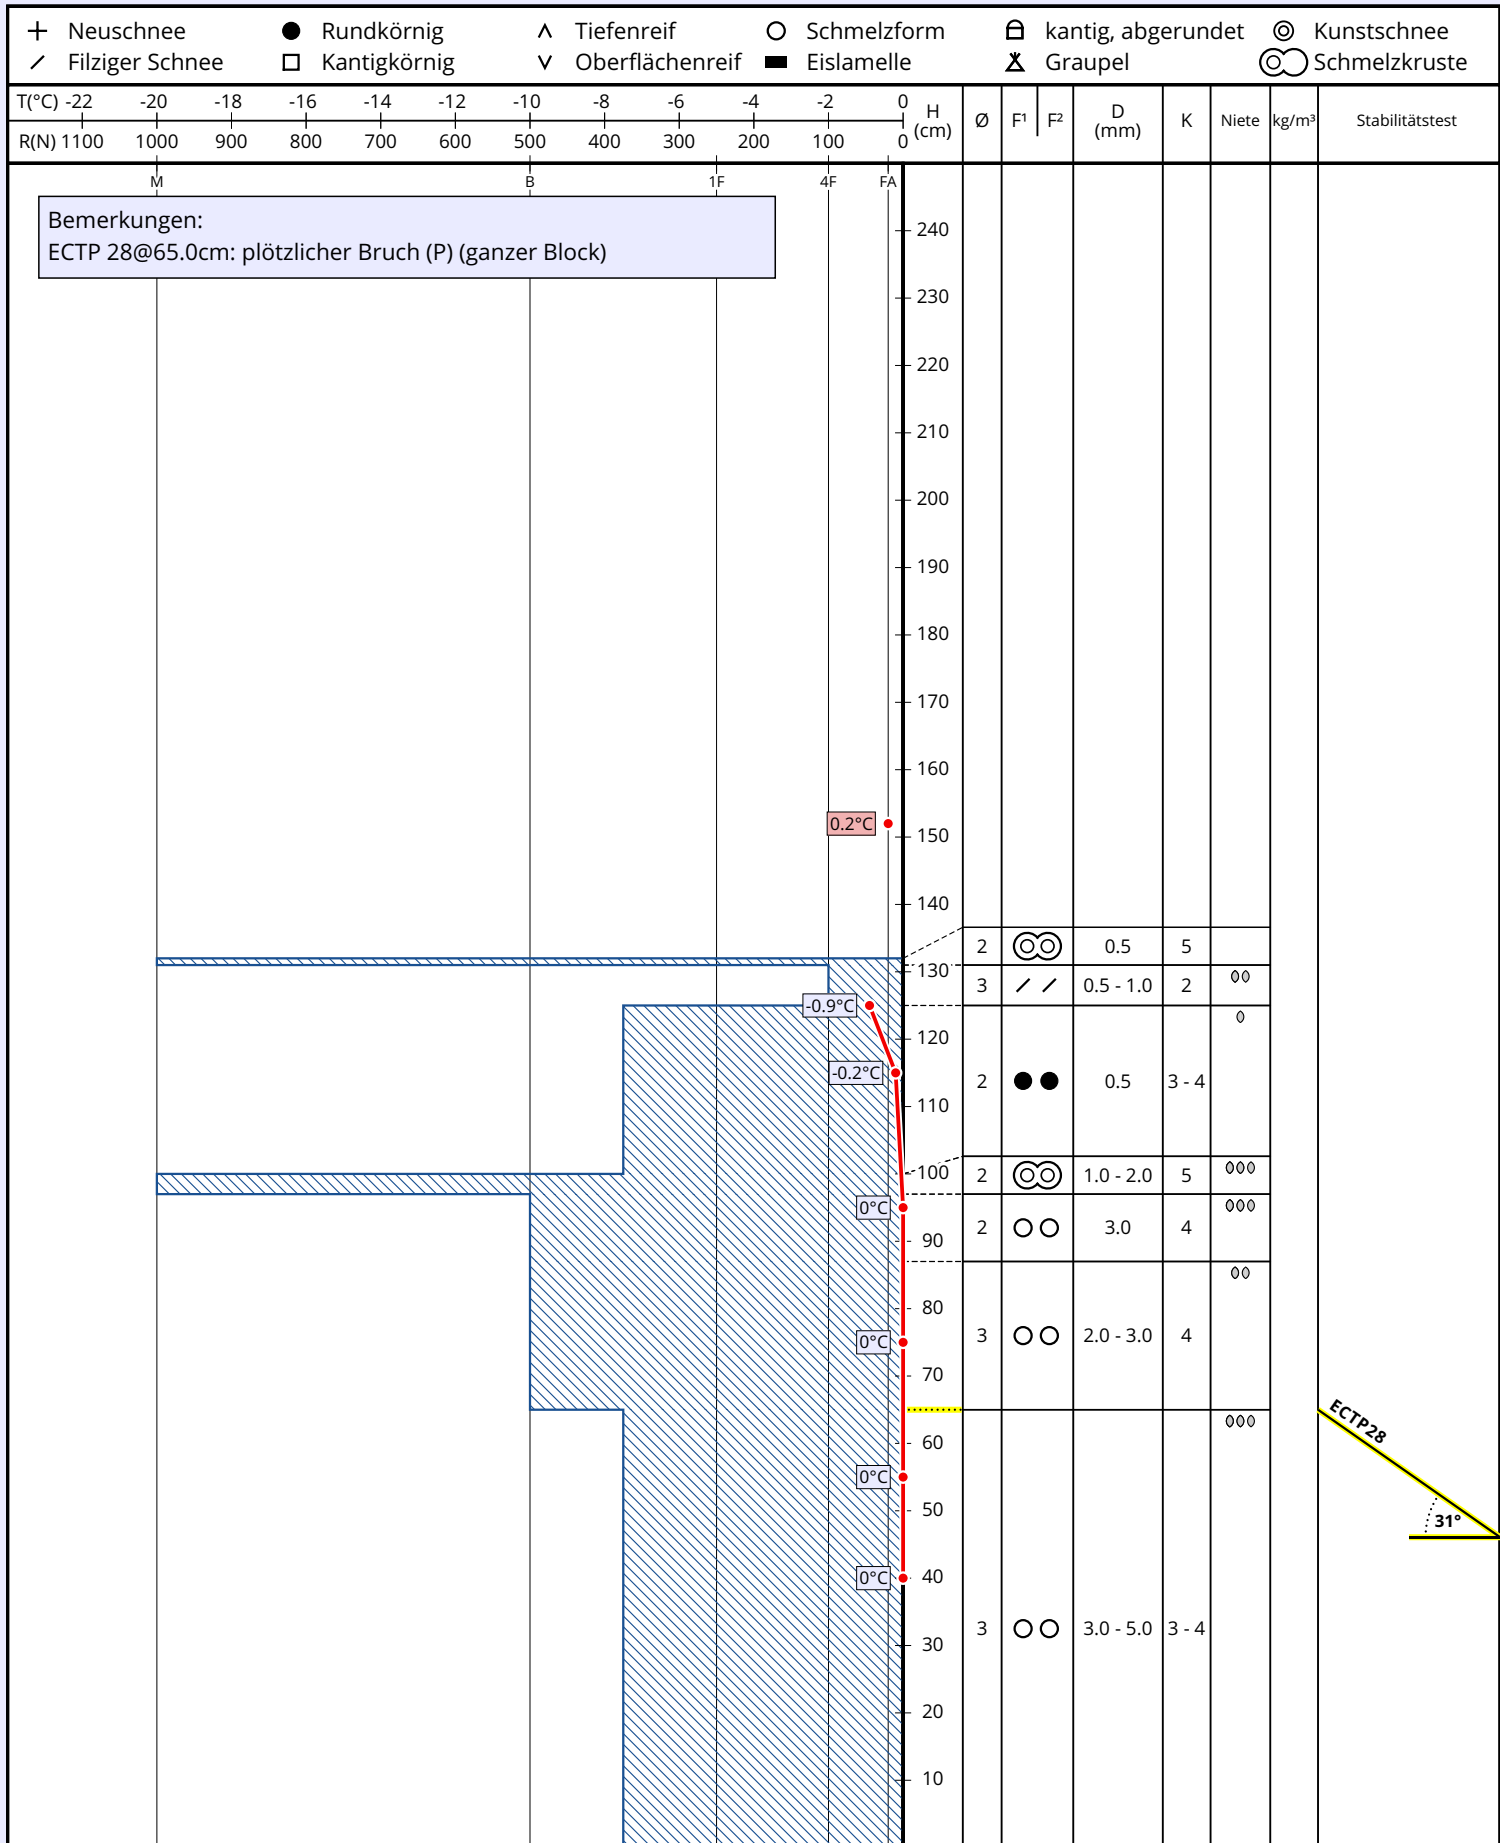 Neuschnee Rundkörnig Tiefenreif Schmelzform kantig, abgerundet Kunstschnee
Filziger Schnee Kantigkörnig Oberflächenreif Eislamelle Graupel Schmelzkruste
T(°C) -22 -20 -18 -16 -14 -12 -10 -8 -6 -4 -2 0
R(N) 1100 1000 900 800 700 600 500 400 300 200 100 0
H (cm) Ø F¹ F² D (mm) K Niete kg/m³ Stabilitätstest
M B 1F 4F FA
Bemerkungen:
ECTP 28@65.0cm: plötzlicher Bruch (P) (ganzer Block)
240
230
220
210
200
190
180
170
160
0.2°C
150
140
2 0.5 5
130
3 0.5 - 1.0 2
-0.9°C
120
-0.2°C
2 0.5 3 - 4
110
100
2 1.0 - 2.0 5
0°C
2 3.0 4
90
80
3 2.0 - 3.0 4
0°C
70
ECTP28
60
0°C
50
31°
0°C
40
3 3.0 - 5.0 3 - 4
30
20
10